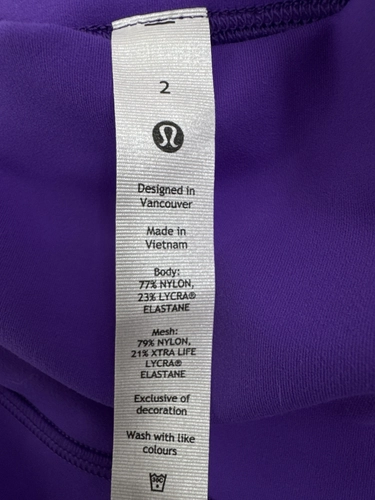 2
Designed in
Vancouver
Made in
Vietnam
Body:
77% NYLON,
23% LYCRA®
ELASTANE
Mesh:
79% NYLON,
21% XTRA LIFE
LYCRA®
ELASTANE
Exclusive of
decoration
Wash with like
colours